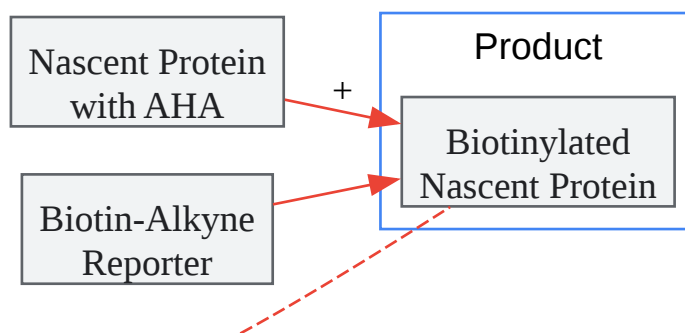 Nascent Protein
with AHA
+
Product
Biotinylated
Nascent Protein
Biotin-Alkyne
Reporter